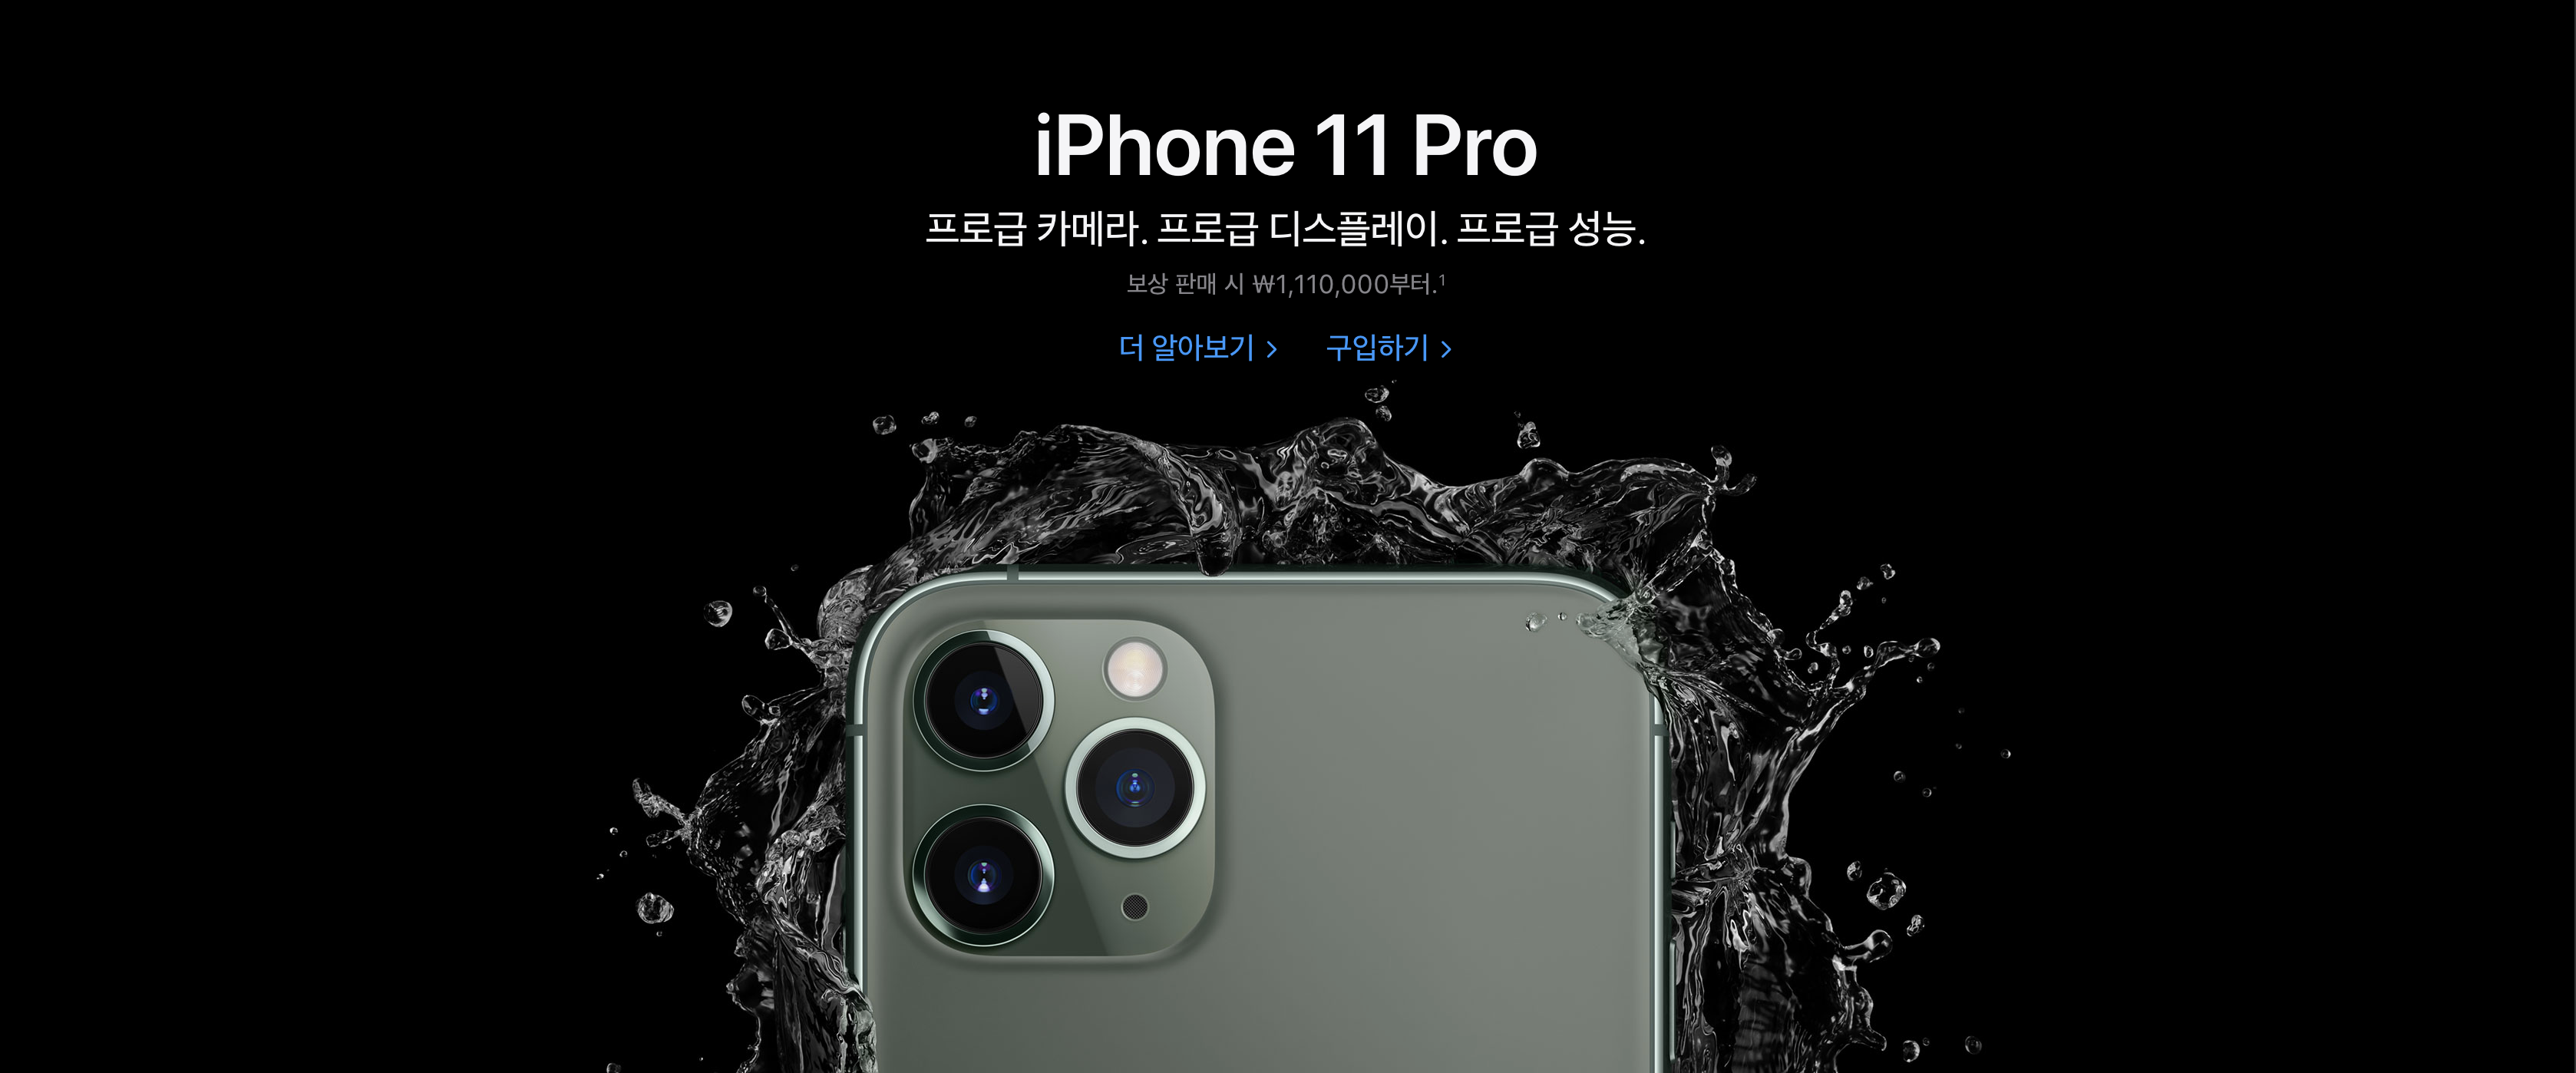 iPhone 11 Pro
프로급 카메라. 프로급 디스플레이. 프로급 성능.
보상 판매 시 ₩1,110,000부터.¹
더 알아보기 > 구입하기 >